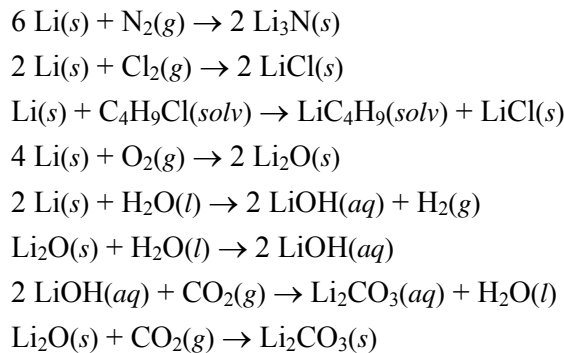 6 Li(s) + N₂(g) → 2 Li₃N(s)
2 Li(s) + Cl₂(g) → 2 LiCl(s)
Li(s) + C₄H₉Cl(solv) → LiC₄H₉(solv) + LiCl(s)
4 Li(s) + O₂(g) → 2 Li₂O(s)
2 Li(s) + H₂O(l) → 2 LiOH(aq) + H₂(g)
Li₂O(s) + H₂O(l) → 2 LiOH(aq)
2 LiOH(aq) + CO₂(g) → Li₂CO₃(aq) + H₂O(l)
Li₂O(s) + CO₂(g) → Li₂CO₃(s)